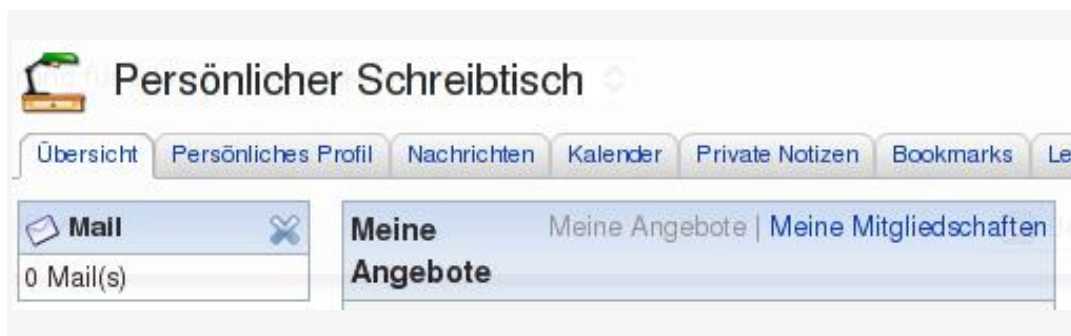 Persönlicher Schreibtisch
Übersicht Persönliches Profil Nachrichten Kalender Private Notizen Bookmarks Le
Mail
0 Mail(s)
Meine Angebote | Meine Mitgliedschaften
Meine
Angebote